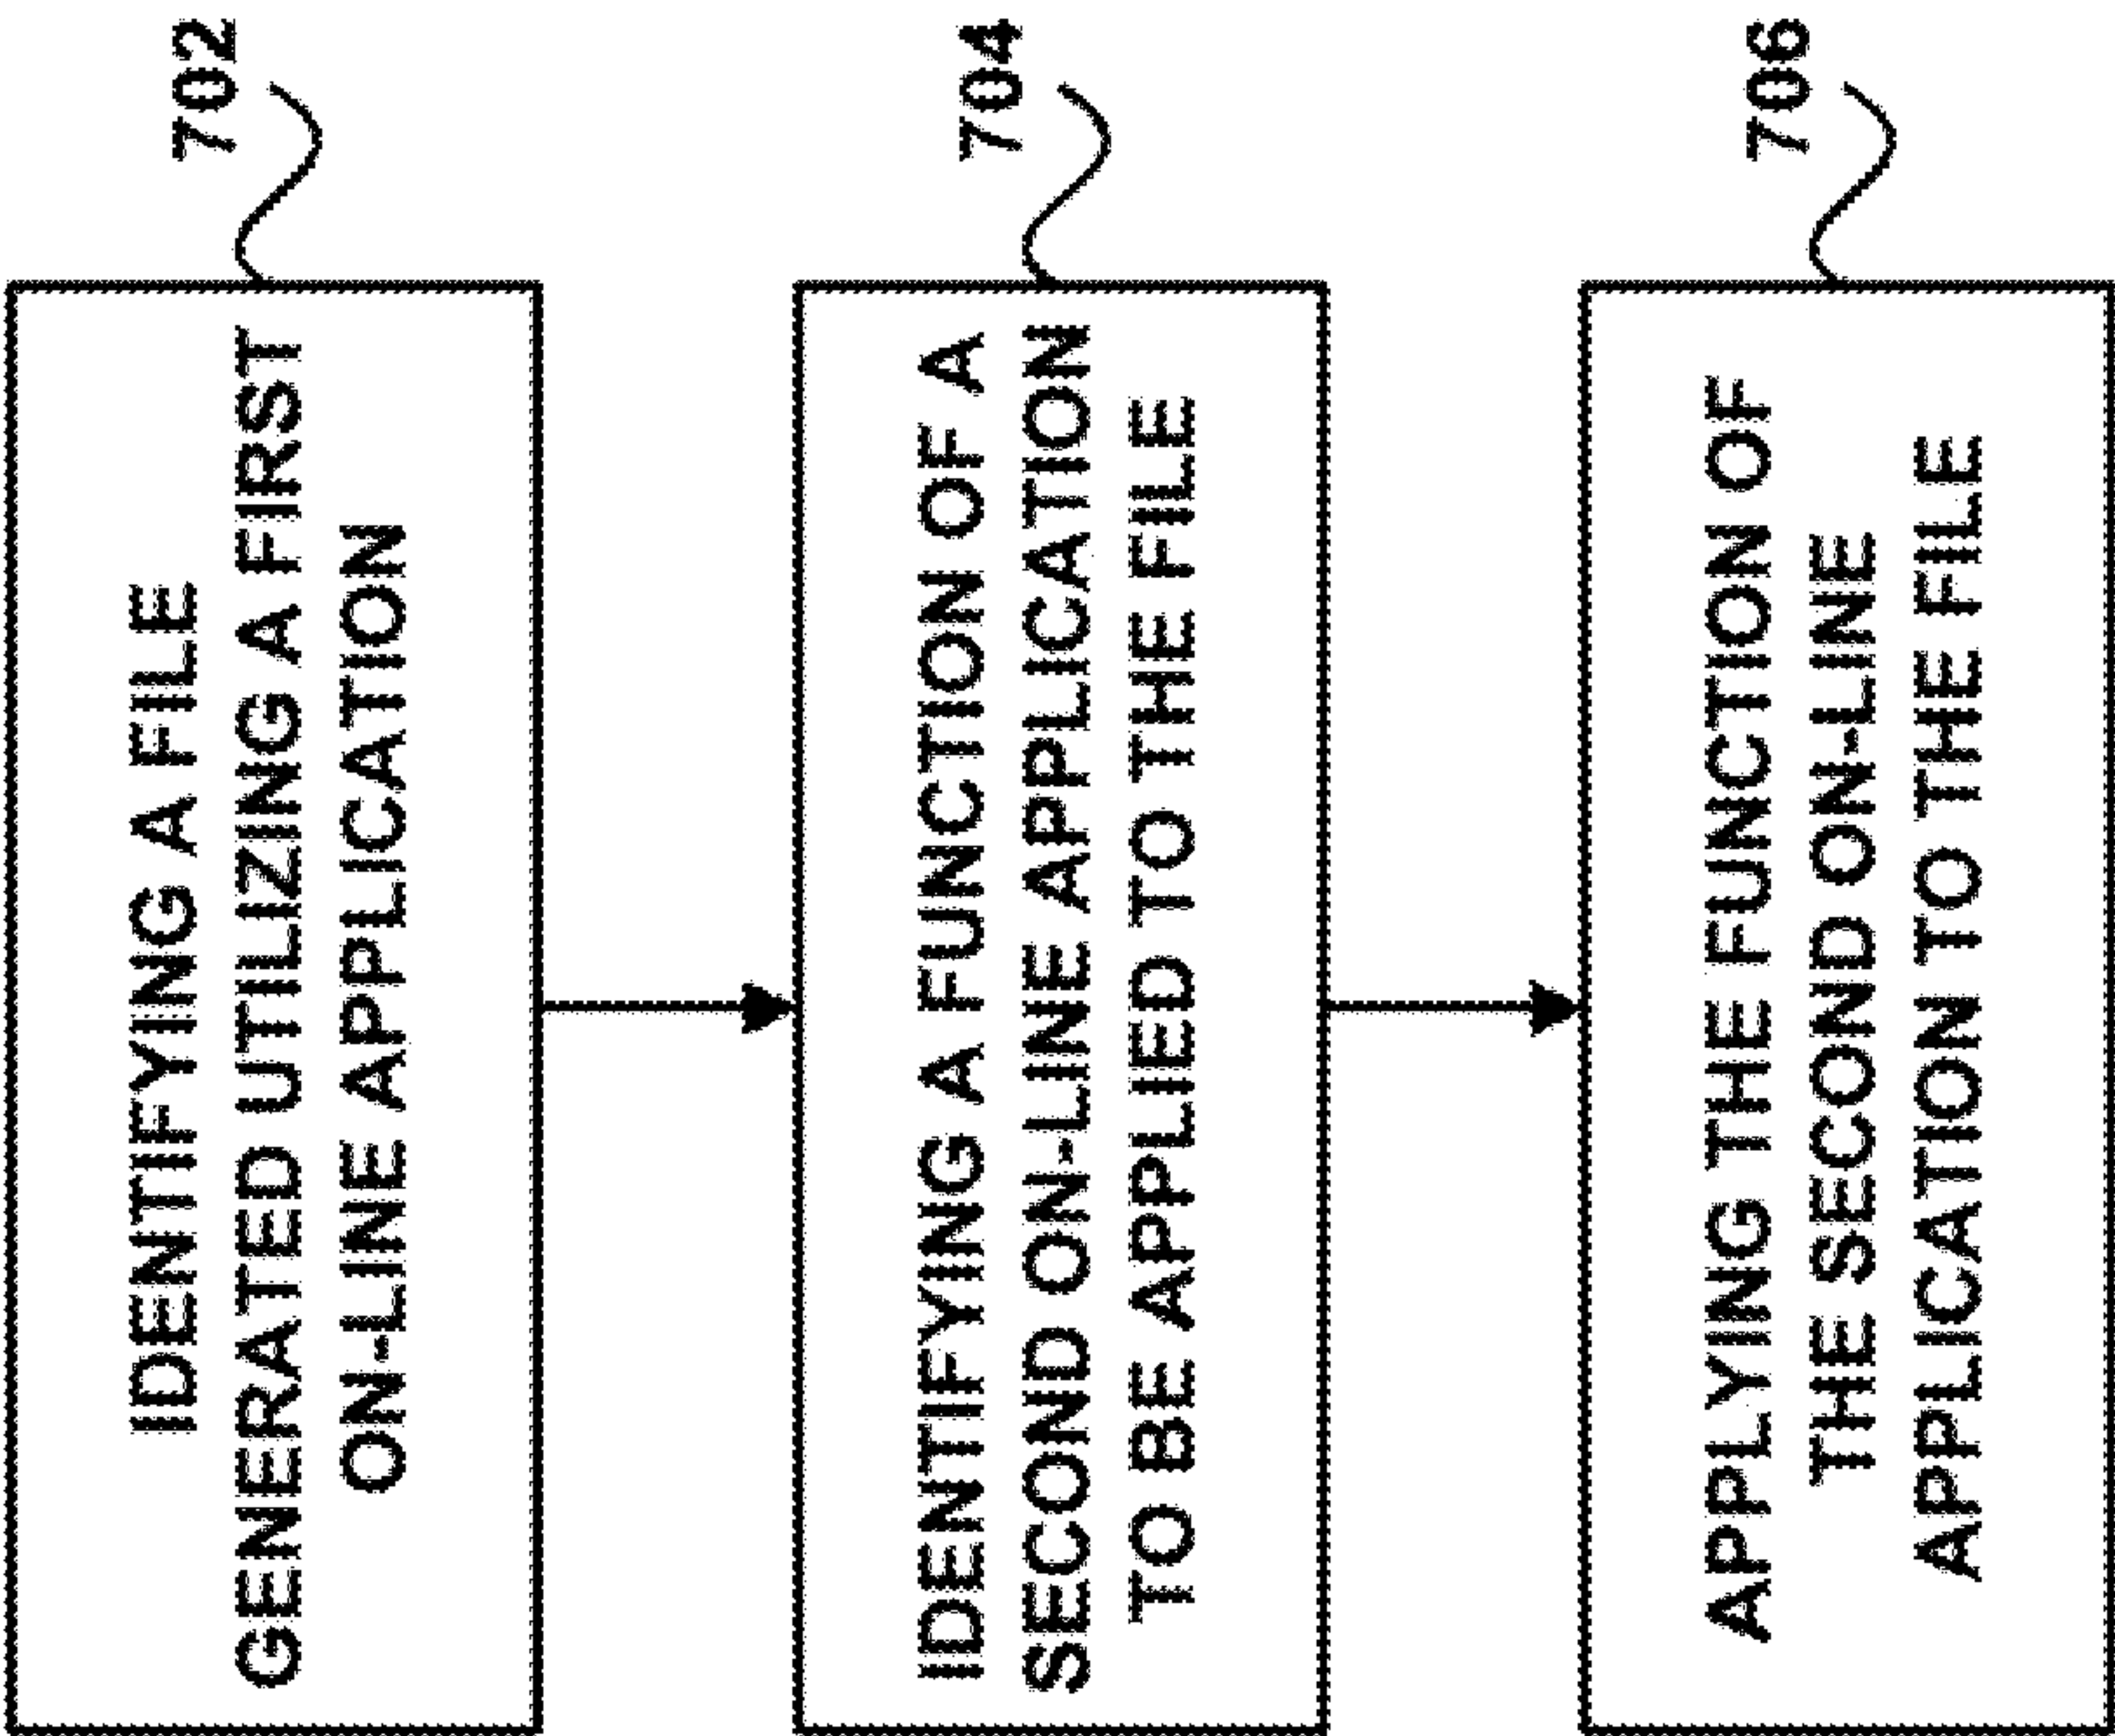 IDENTIFYING A FILE
GENERATED UTILIZING A FIRST
ON-LINE APPLICATION
702
IDENTIFYING A FUNCTION OF A
SECOND ON-LINE APPLICATION
TO BE APPLIED TO THE FILE
704
APPLYING THE FUNCTION OF
THE SECOND ON-LINE
APPLICATION TO THE FILE
706